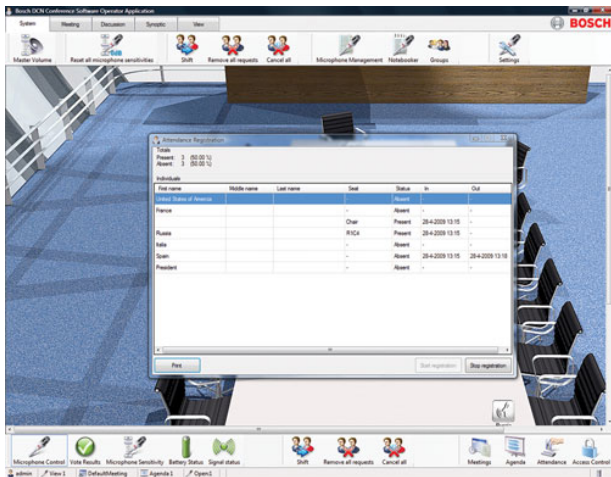 Bosch DCN Conference Software Operator Application
System Meeting Discussion Synoptic View
BOSCH
Master Volume Reset all microphone sensitivities Shift Remove all requests Cancel all Microphone Management Notebooker Groups Settings
Attendance Registration
Totals
Present: 3 (50.00 %)
Absent: 3 (50.00 %)
Individuals
First name Middle name Last name Seat Status In Out
United States of America - Absent - -
France - Absent - -
Chair Present 28-4-2009 13:15 -
Russia R1C4 Present 28-4-2009 13:15 -
Italia - Absent - -
Spain - Absent 28-4-2009 13:15 28-4-2009 13:18
President - Absent - -
Print Start registration Stop registration
Russia
Microphone Control Vote Results Microphone Sensitivity Battery Status Signal status Shift Remove all requests Cancel all Meetings Agenda Attendance Access Control
admin View 1 DefaultMeeting Agenda 1 Open1